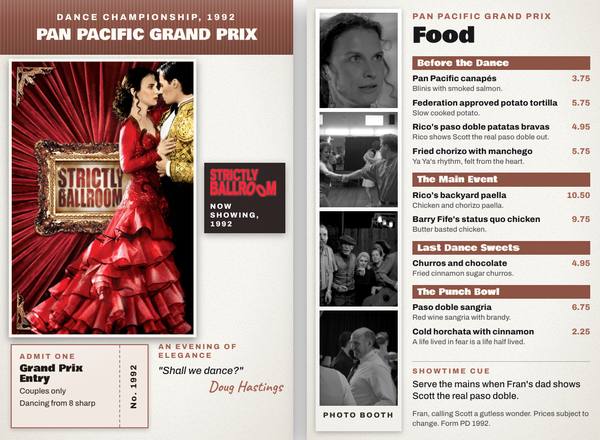 DANCE CHAMPIONSHIP, 1992
PAN PACIFIC GRAND PRIX
STRICTLY
BALLROOM
STRICTLY
BALLROOM
NOW
SHOWING,
1992
ADMIT ONE
Grand Prix
Entry
Couples only
Dancing from 8 sharp
No. 1992
AN EVENING OF
ELEGANCE
"Shall we dance?"
Doug Hastings
PHOTO BOOTH
PAN PACIFIC GRAND PRIX
Food
Before the Dance
Pan Pacific canapés 3.75
Blinis with smoked salmon.
Federation approved potato tortilla 5.75
Slow cooked potato.
Rico's paso doble patatas bravas 4.95
Rico shows Scott the real paso doble out.
Fried chorizo with manchego 5.75
Ya Ya's rhythm, felt from the heart.
The Main Event
Rico's backyard paella 10.50
Chicken and chorizo paella.
Barry Fife's status quo chicken 9.75
Butter basted chicken.
Last Dance Sweets
Churros and chocolate 4.95
Fried cinnamon sugar churros.
The Punch Bowl
Paso doble sangria 6.75
Red wine sangria with brandy.
Cold horchata with cinnamon 2.25
A life lived in fear is a life half lived.
SHOWTIME CUE
Serve the mains when Fran's dad shows
Scott the real paso doble.
Fran, calling Scott a gutless wonder. Prices subject to
change. Form PD 1992.